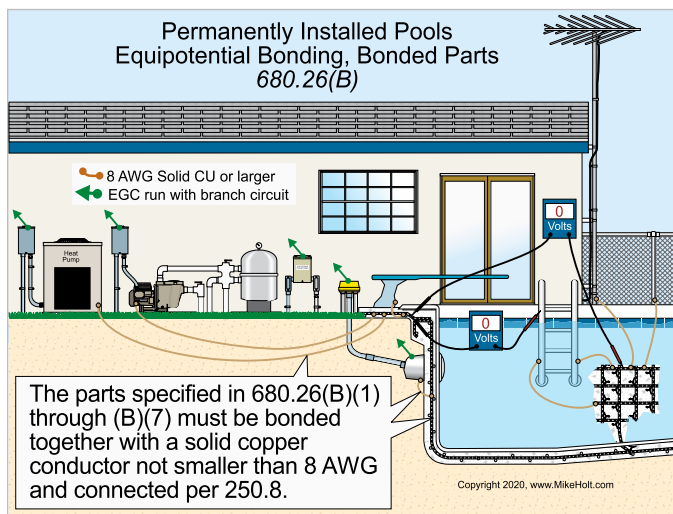 Permanently Installed Pools
Equipotential Bonding, Bonded Parts
680.26(B)
8 AWG Solid CU or larger
EGC run with branch circuit
Heat
Pump
0
Volts
0
Volts
The parts specified in 680.26(B)(1)
through (B)(7) must be bonded
together with a solid copper
conductor not smaller than 8 AWG
and connected per 250.8.
Copyright 2020, www.MikeHolt.com